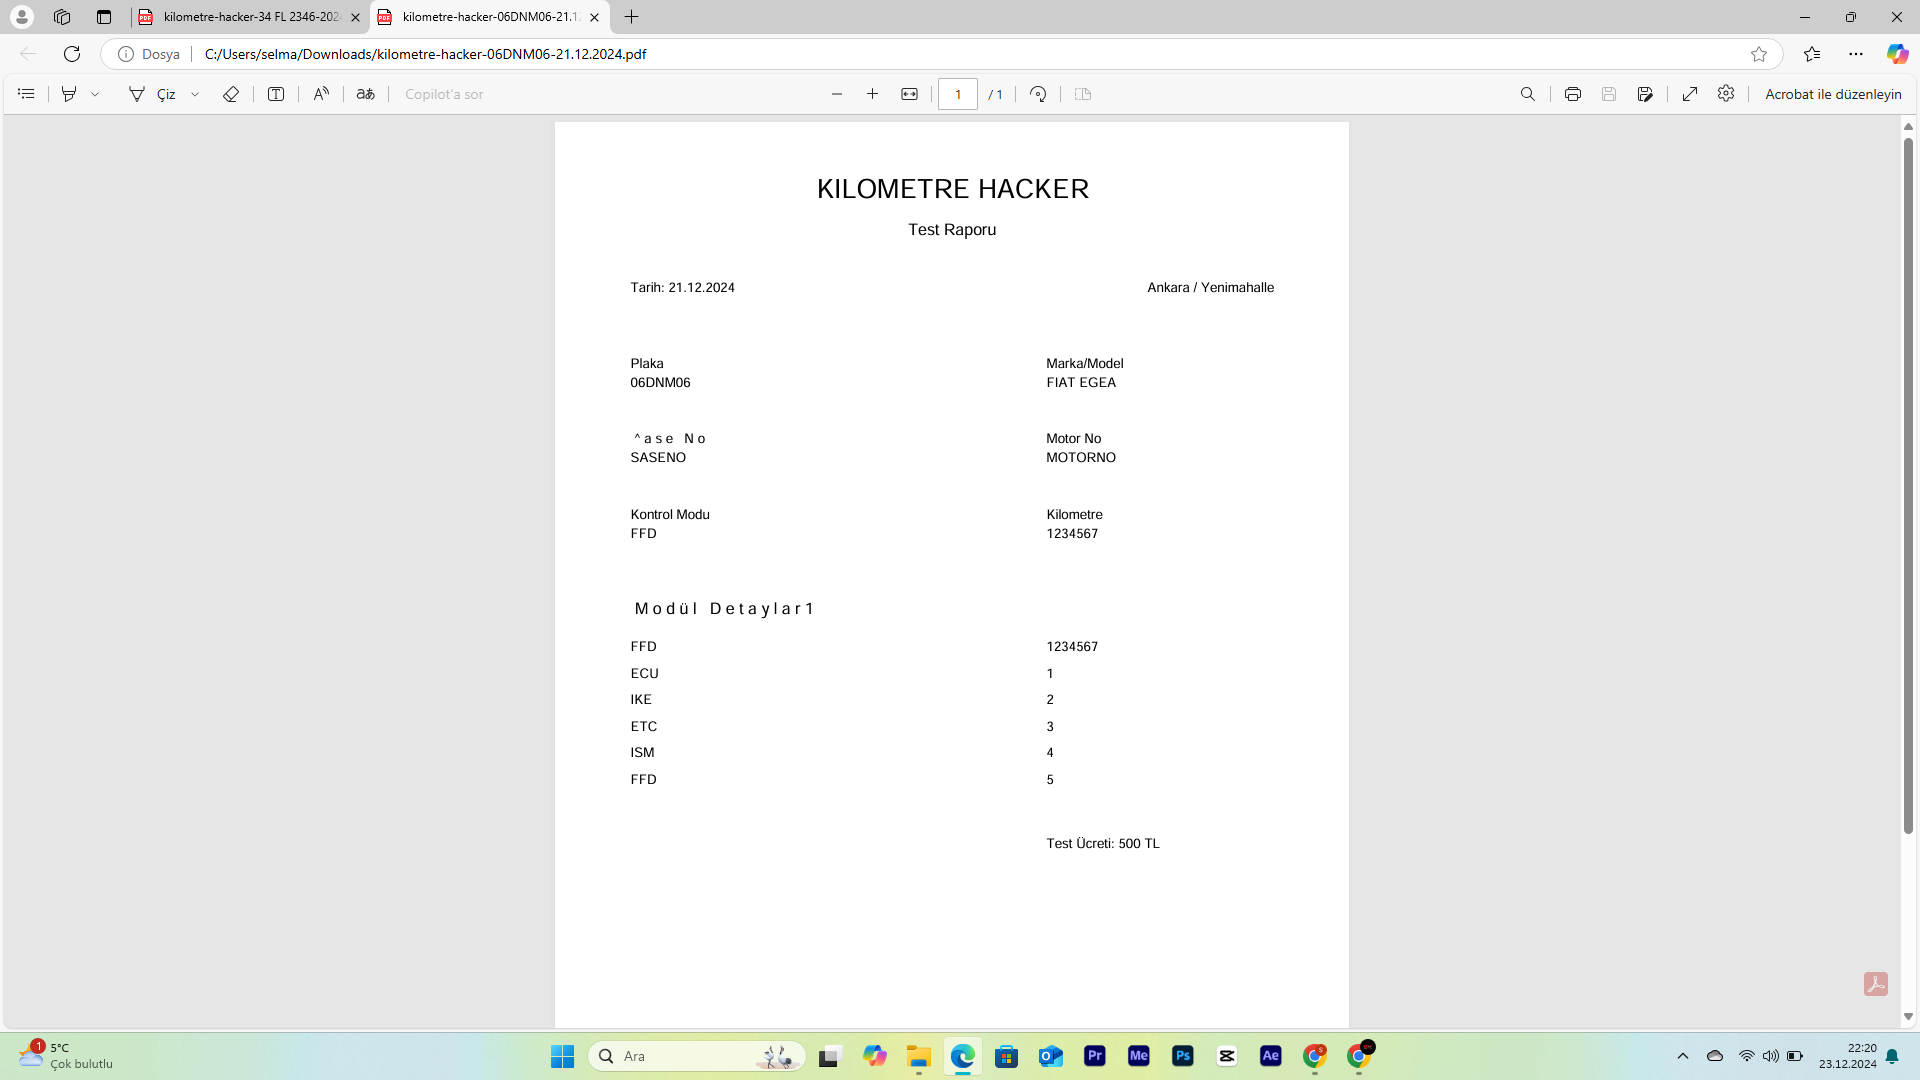 kilometre-hacker-34 FL 2346-202
kilometre-hacker-06DNM06-21.1
Dosya
C:/Users/selma/Downloads/kilometre-hacker-06DNM06-21.12.2024.pdf
Çiz
Copilot'a sor
1 / 1
Acrobat ile düzenleyin
KILOMETRE HACKER
Test Raporu
Tarih: 21.12.2024 Ankara / Yenimahalle
Plaka Marka/Model
06DNM06 FIAT EGEA
^ase No Motor No
SASENO MOTORNO
Kontrol Modu Kilometre
FFD 1234567
Modül Detaylar1
FFD 1234567
ECU 1
IKE 2
ETC 3
ISM 4
FFD 5
Test Ücreti: 500 TL
1
5°C
Çok bulutlu
Ara
Pr Me Ps Ae
22:20
23.12.2024